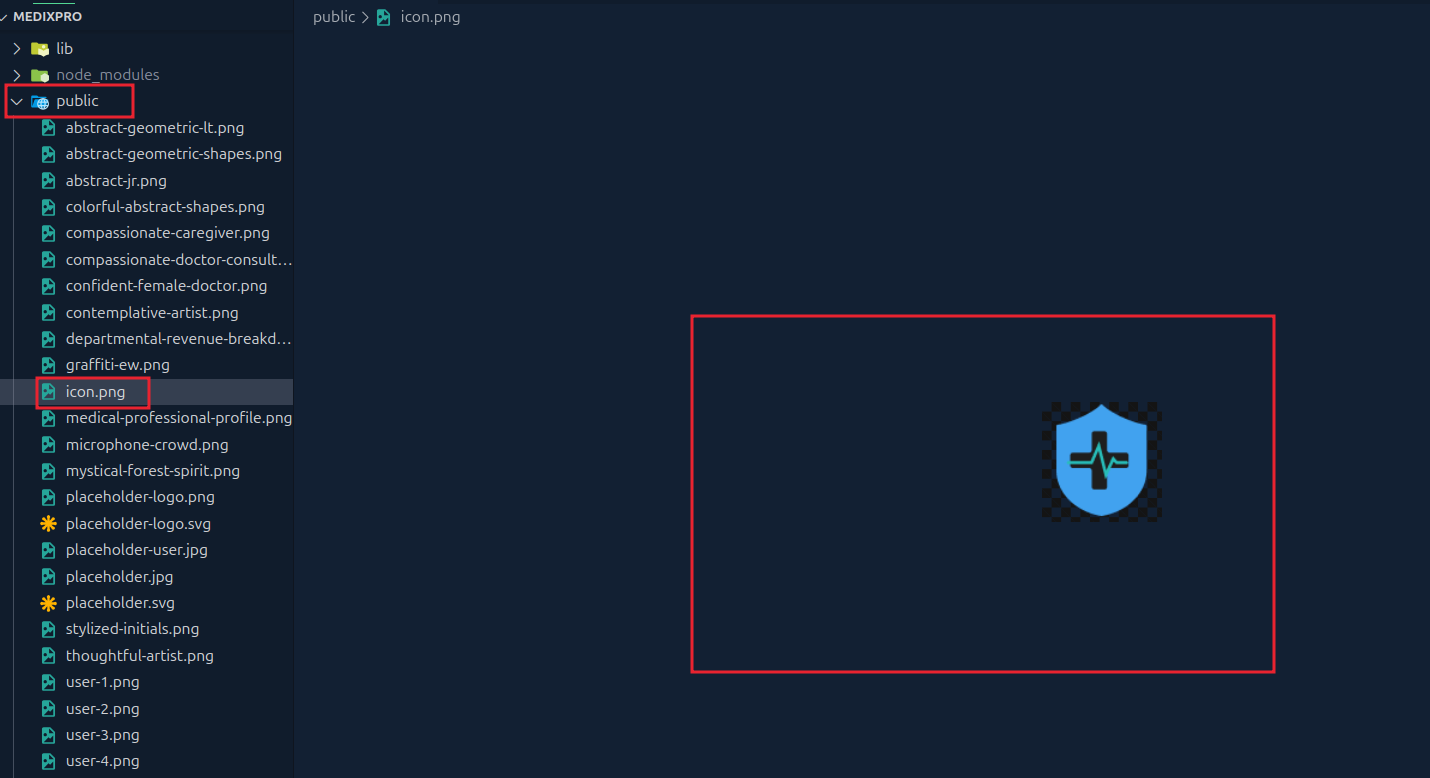 MEDIXPRO
lib
node_modules
public
abstract-geometric-lt.png
abstract-geometric-shapes.png
abstract-jr.png
colorful-abstract-shapes.png
compassionate-caregiver.png
compassionate-doctor-consult...
confident-female-doctor.png
contemplative-artist.png
departmental-revenue-breakd...
graffiti-ew.png
icon.png
medical-professional-profile.png
microphone-crowd.png
mystical-forest-spirit.png
placeholder-logo.png
placeholder-logo.svg
placeholder-user.jpg
placeholder.jpg
placeholder.svg
stylized-initials.png
thoughtful-artist.png
user-1.png
user-2.png
user-3.png
user-4.png
public > icon.png